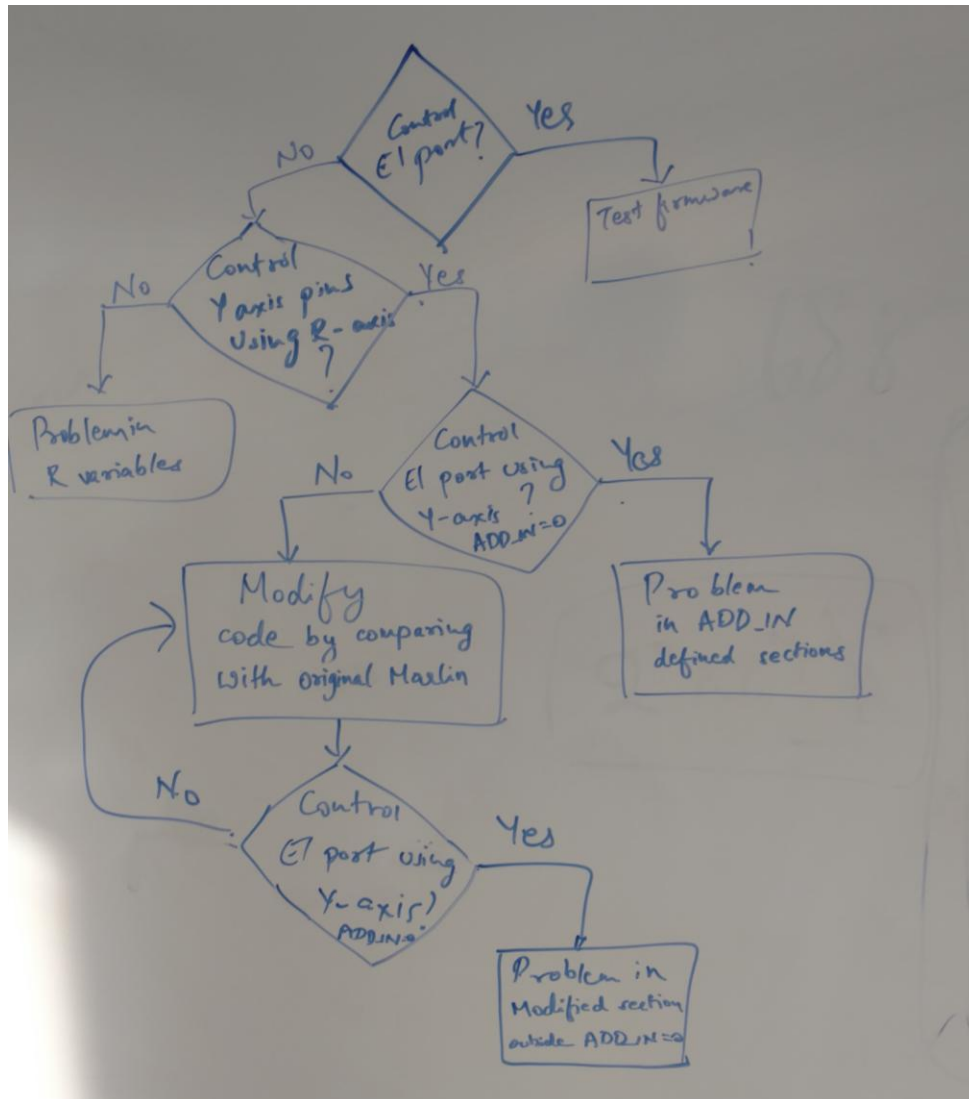 Control
E1 port?
Yes
No
Test firmware
!
Control
Y axis pins
Using R-axis
?
Yes
No
Problem in
R variables
Control
E1 port using
Y-axis ?
ADD_IN=0
Yes
No
Modify
code by comparing
with original Marlin
Problem
in ADD_IN
defined sections
No
Control
E1 port using
Y-axis?
ADD_IN=0
Yes
Problem in
Modified section
outside ADD_IN=0